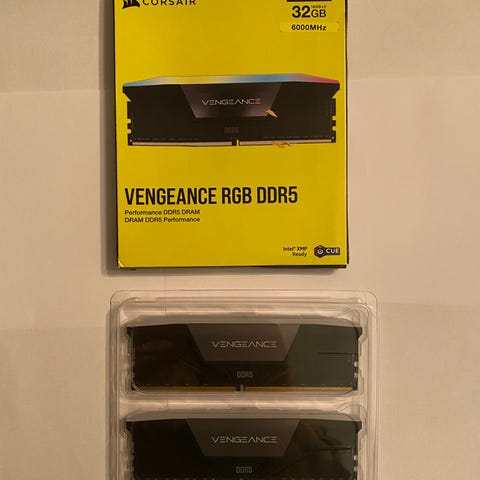 CORSAIR
32GB
6000MHz
VENGEANCE
DDR5
VENGEANCE RGB DDR5
Performance DDR5 DRAM
DRAM DDR5 Performance
Intel® XMP
Ready
CUE
VENGEANCE
DDR5
VENGEANCE
DDR5